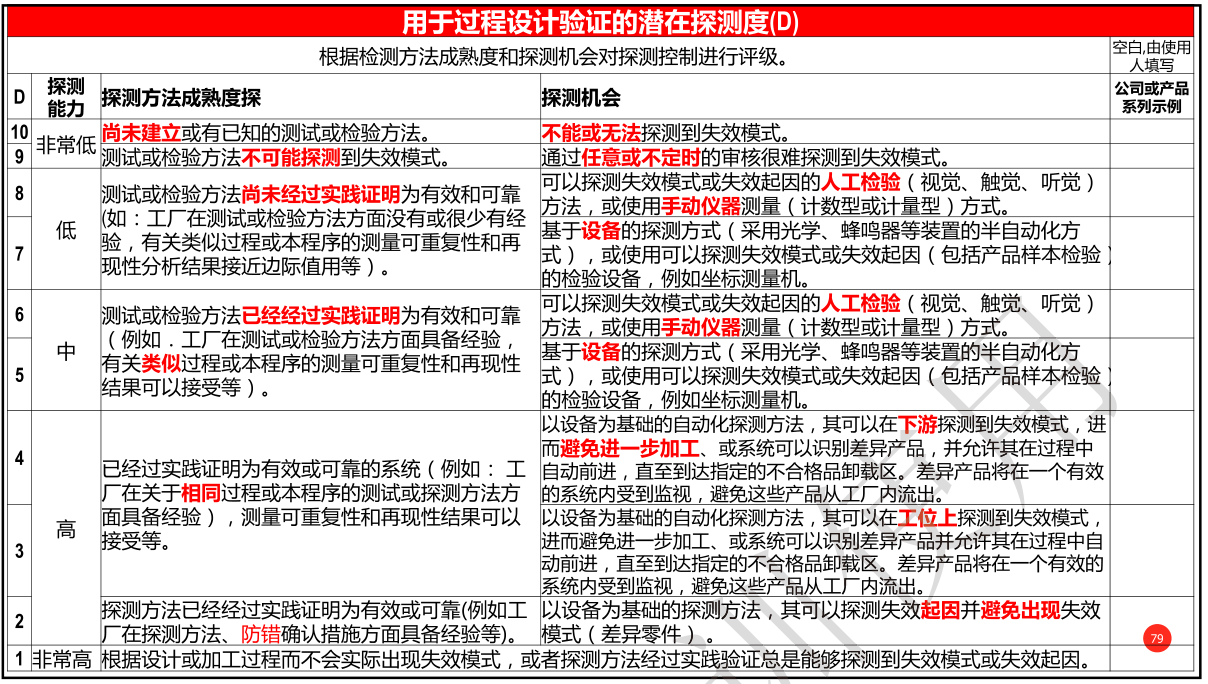 用于过程设计验证的潜在探测度(D)
根据检测方法成熟度和探测机会对探测控制进行评级。
空白,由使用
人填写
D
探测
能力
探测方法成熟度探
探测机会
公司或产品
系列示例
10
非常低
尚未建立或有已知的测试或检验方法。
不能或无法探测到失效模式。
9
测试或检验方法不可能探测到失效模式。
通过任意或不定时的审核很难探测到失效模式。
8
低
测试或检验方法尚未经过实践证明为有效和可靠
(如：工厂在测试或检验方法方面没有或很少有经
验，有关类似过程或本程序的测量可重复性和再
现性分析结果接近边际值用等）。
可以探测失效模式或失效起因的人工检验（视觉、触觉、听觉）
方法，或使用手动仪器测量（计数型或计量型）方式。
7
基于设备的探测方式（采用光学、蜂鸣器等装置的半自动化方
式），或使用可以探测失效模式或失效起因（包括产品样本检验）
的检验设备，例如坐标测量机。
6
中
测试或检验方法已经经过实践证明为有效和可靠
（例如．工厂在测试或检验方法方面具备经验，
有关类似过程或本程序的测量可重复性和再现性
结果可以接受等）。
可以探测失效模式或失效起因的人工检验（视觉、触觉、听觉）
方法，或使用手动仪器测量（计数型或计量型）方式。
5
基于设备的探测方式（采用光学、蜂鸣器等装置的半自动化方
式），或使用可以探测失效模式或失效起因（包括产品样本检验）
的检验设备，例如坐标测量机。
4
高
已经过实践证明为有效或可靠的系统（例如： 工
厂在关于相同过程或本程序的测试或探测方法方
面具备经验），测量可重复性和再现性结果可以
接受等。
以设备为基础的自动化探测方法，其可以在下游探测到失效模式，进
而避免进一步加工、或系统可以识别差异产品，并允许其在过程中
自动前进，直至到达指定的不合格品卸载区。差异产品将在一个有效
的系统内受到监视，避免这些产品从工厂内流出。
3
以设备为基础的自动化探测方法，其可以在工位上探测到失效模式，
进而避免进一步加工、或系统可以识别差异产品并允许其在过程中自
动前进，直至到达指定的不合格品卸载区。差异产品将在一个有效的
系统内受到监视，避免这些产品从工厂内流出。
2
探测方法已经经过实践证明为有效或可靠(例如工
厂在探测方法、防错确认措施方面具备经验等)。
以设备为基础的探测方法，其可以探测失效起因并避免出现失效
模式（差异零件）。
79
1
非常高
根据设计或加工过程而不会实际出现失效模式，或者探测方法经过实践验证总是能够探测到失效模式或失效起因。
训使用